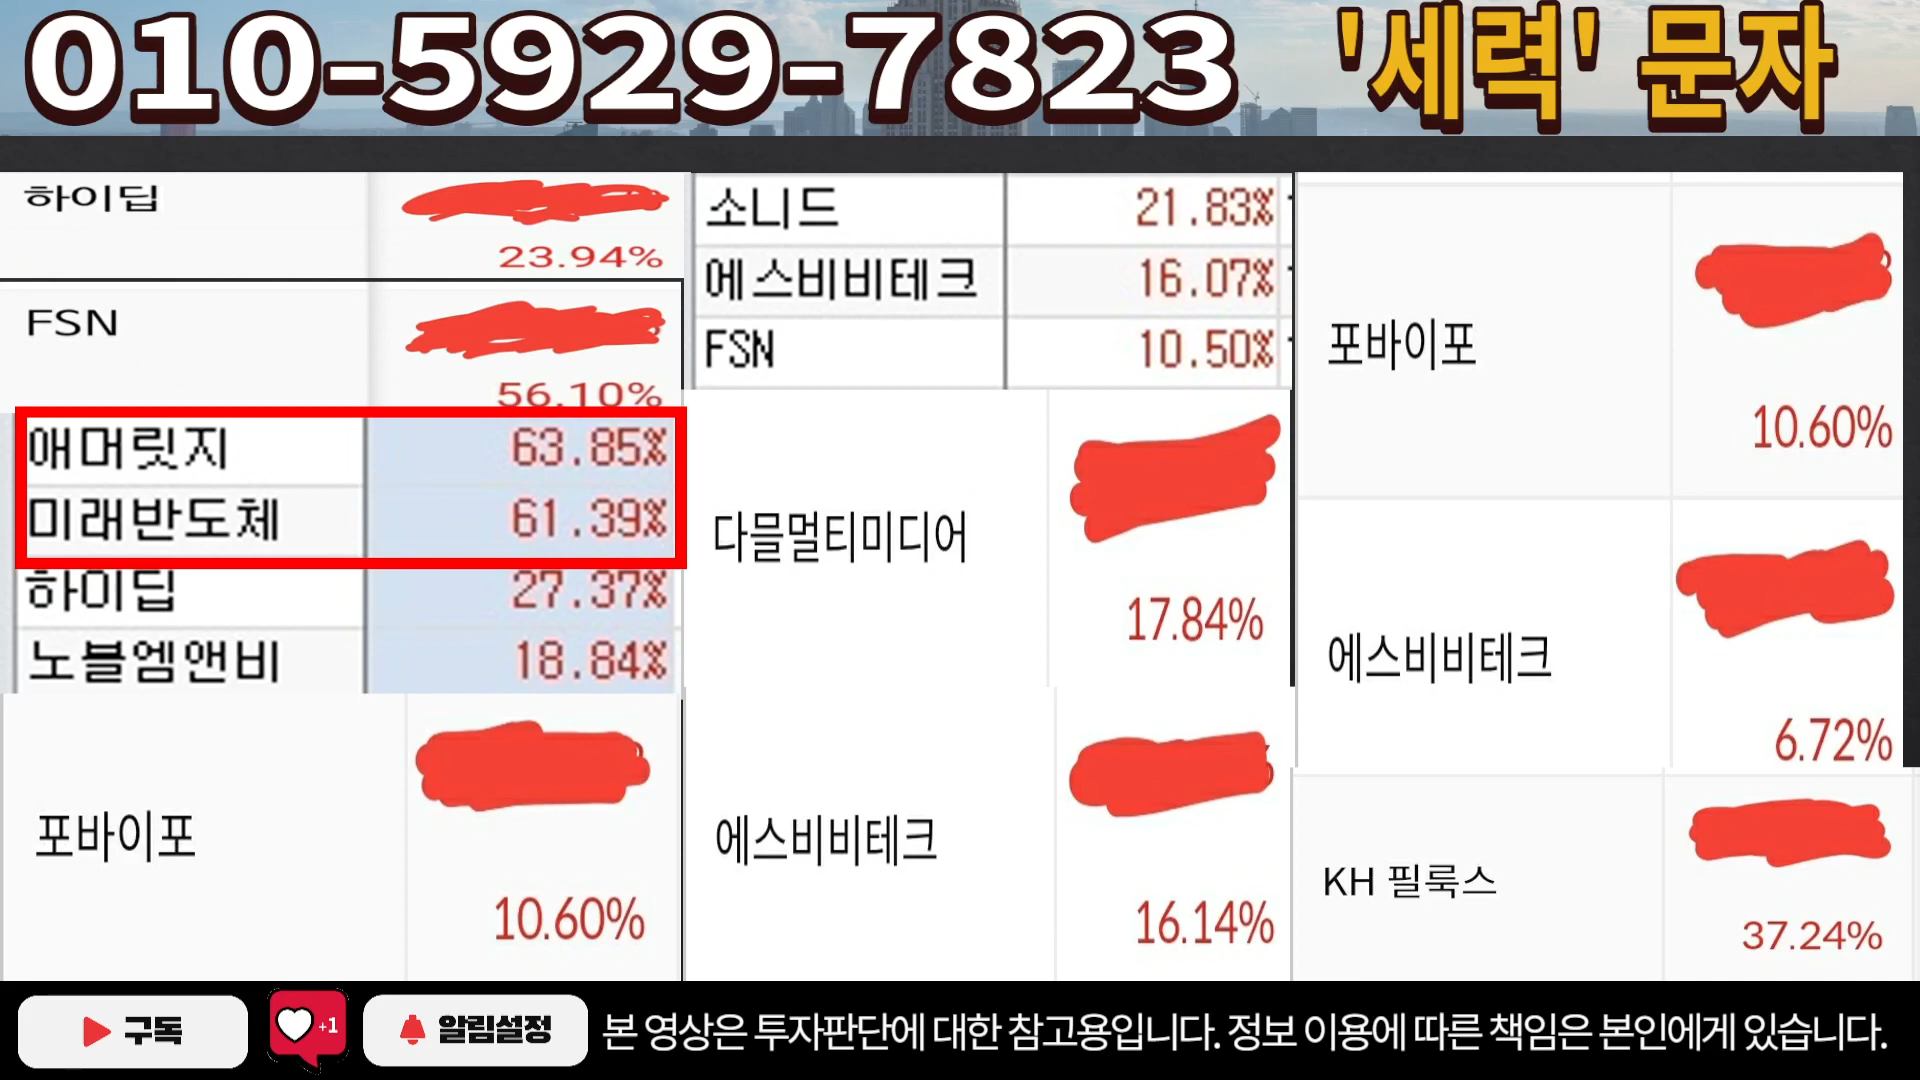 010-5929-7823 '세력' 문자
하이딥
23.94%
FSN
56.10%
애머릿지 63.85%
미래반도체 61.39%
하이딥 27.37%
노블엠앤비 18.84%
포바이포
10.60%
소니드 21.83%
에스비비테크 16.07%
FSN 10.50%
다믈멀티미디어
17.84%
에스비비테크
16.14%
포바이포
10.60%
에스비비테크
6.72%
KH 필룩스
37.24%
구독 +1 알림설정 본 영상은 투자판단에 대한 참고용입니다. 정보 이용에 따른 책임은 본인에게 있습니다.